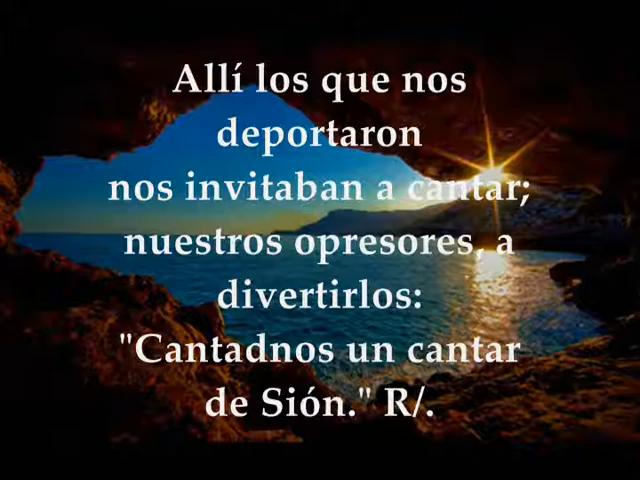 Allí los que nos
deportaron
nos invitaban a cantar;
nuestros opresores, a
divertirlos:
"Cantadnos un cantar
de Sión." R/.